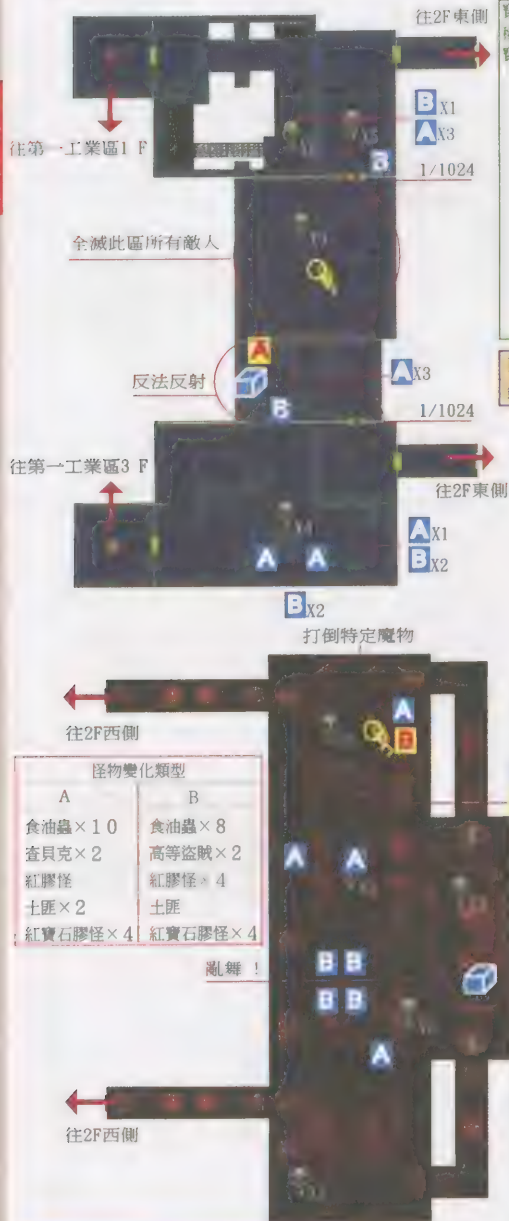 往2F東側
B X1
A X3
往第一工業區1 F
B
1/1024
全滅此區所有敵人
A
反法反射
A X3
B
1/1024
往第一工業區3 F
往2F東側
A A
A X1
B X2
B X2
打倒特定魔物
往2F西側
A
怪物變化類型
A B
食油蟲×10 食油蟲×8
查貝克×2 高等盜賊×2
紅膠怪 紅膠怪×4
土匪×2 土匪
紅寶石膠怪×4 紅寶石膠怪×4
A A
亂舞！
B B
B B
A
往2F西側